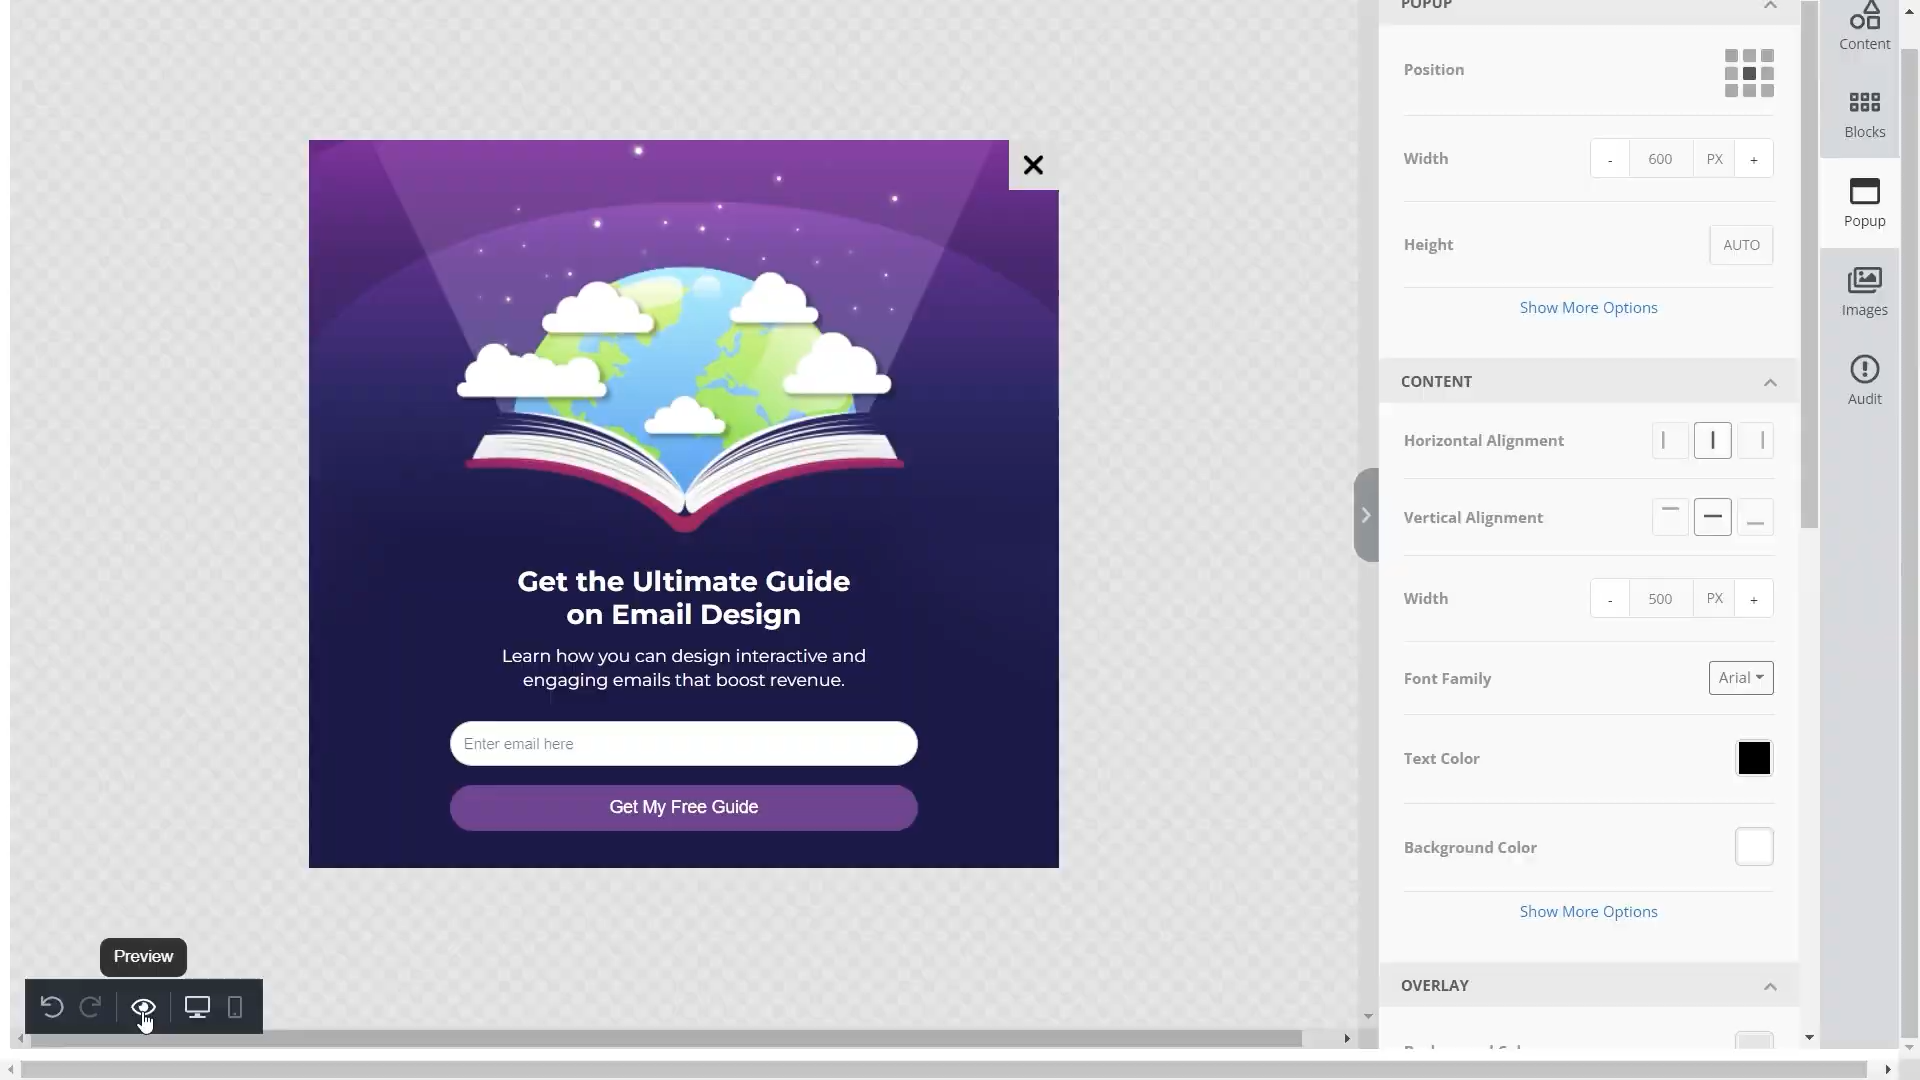 POPUP
Position
Width
- 600 PX +
Height
AUTO
Show More Options
CONTENT
Horizontal Alignment
Vertical Alignment
Width
- 500 PX +
Font Family
Arial
Text Color
Background Color
Show More Options
OVERLAY
Content
Blocks
Popup
Images
Audit
Get the Ultimate Guide
on Email Design
Learn how you can design interactive and
engaging emails that boost revenue.
Enter email here
Get My Free Guide
Preview